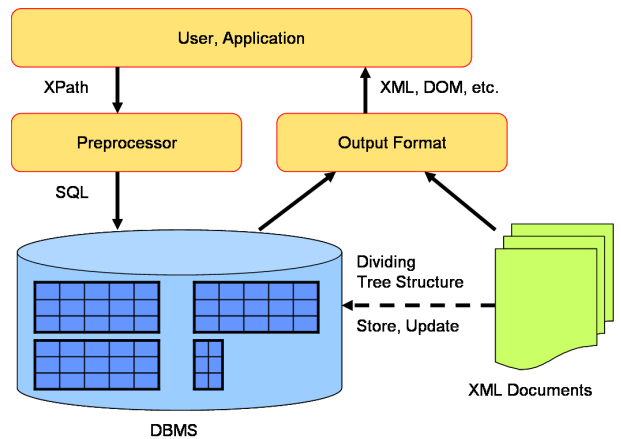 User, Application
XPath
XML, DOM, etc.
Preprocessor
Output Format
SQL
Dividing
Tree Structure
Store, Update
XML Documents
DBMS